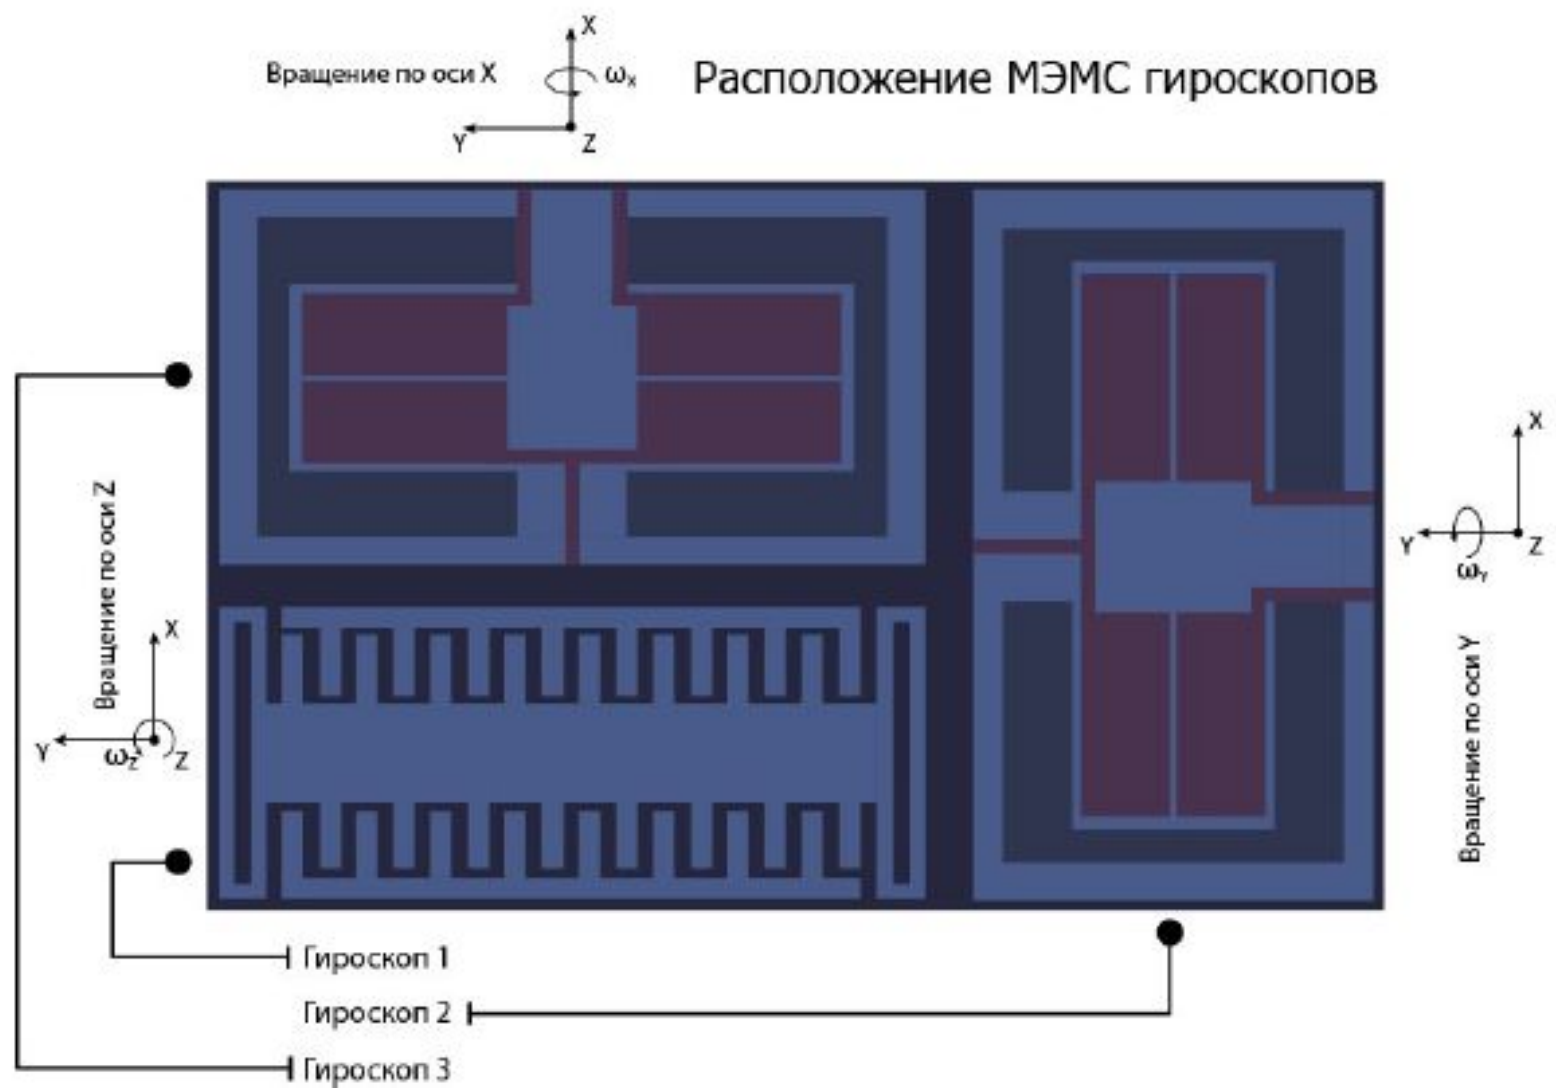 Расположение МЭМС гироскопов
Вращение по оси X
X
ωX
Y
Z
Вращение по оси Z
X
Y
ωZ
Z
X
Y
Z
ωY
Вращение по оси Y
Гироскоп 1
Гироскоп 2
Гироскоп 3